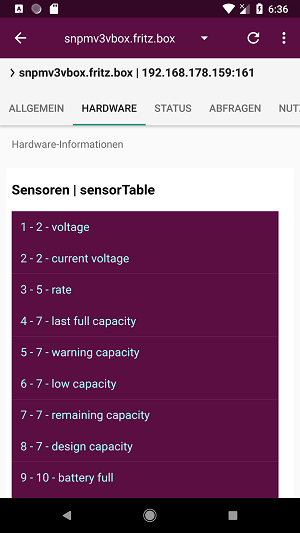 6:36
snpmv3vbox.fritz.box
snpmv3vbox.fritz.box | 192.168.178.159:161
ALLGEMEIN HARDWARE STATUS ABFRAGEN NUT
Hardware-Informationen
Sensoren | sensorTable
1 - 2 - voltage
2 - 2 - current voltage
3 - 5 - rate
4 - 7 - last full capacity
5 - 7 - warning capacity
6 - 7 - low capacity
7 - 7 - remaining capacity
8 - 7 - design capacity
9 - 10 - battery full